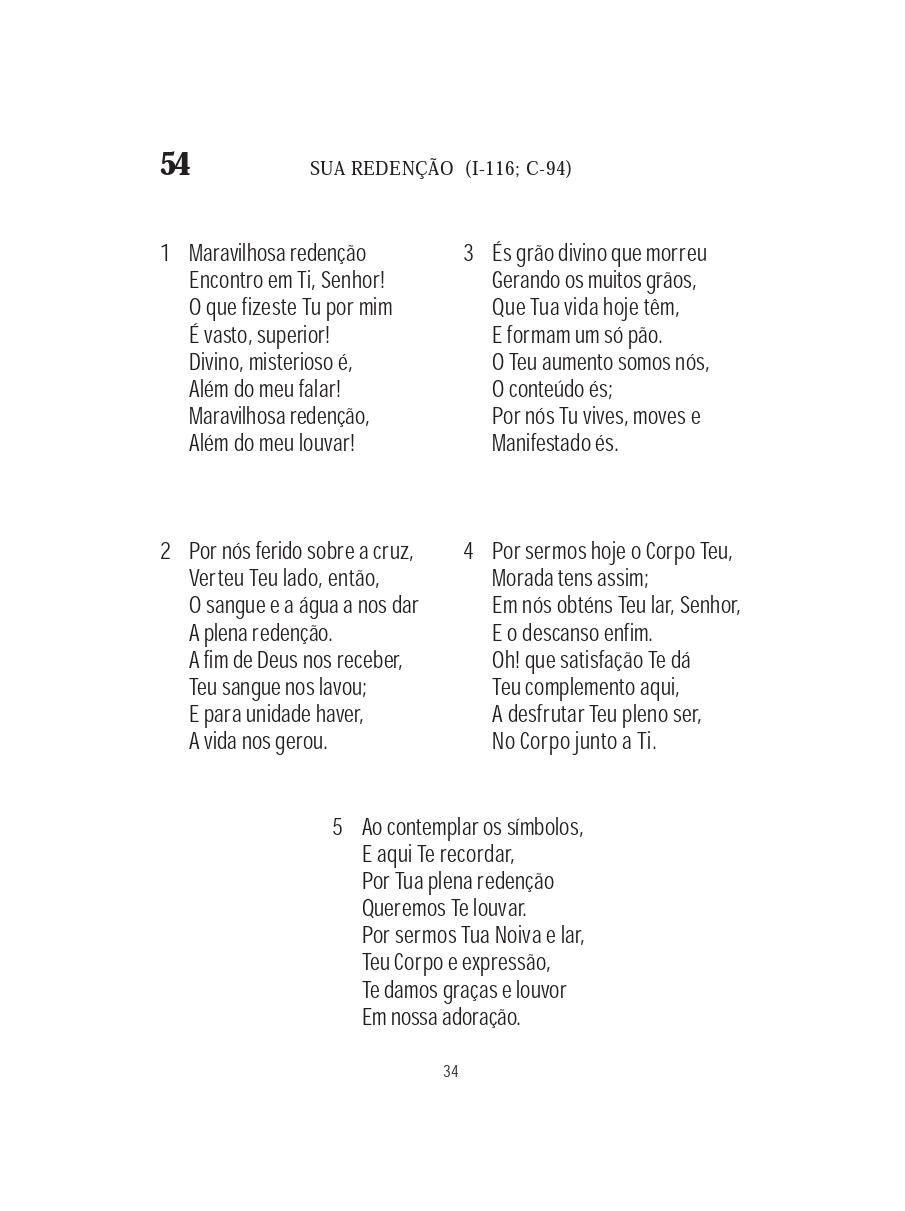 54
SUA REDENÇÃO (I-116; C-94)
1 Maravilhosa redenção
Encontro em Ti, Senhor!
O que fizeste Tu por mim
É vasto, superior!
Divino, misterioso é,
Além do meu falar!
Maravilhosa redenção,
Além do meu louvar!
2 Por nós ferido sobre a cruz,
Verteu Teu lado, então,
O sangue e a água a nos dar
A plena redenção.
A fim de Deus nos receber,
Teu sangue nos lavou;
E para unidade haver,
A vida nos gerou.
3 És grão divino que morreu
Gerando os muitos grãos,
Que Tua vida hoje têm,
E formam um só pão.
O Teu aumento somos nós,
O conteúdo és;
Por nós Tu vives, moves e
Manifestado és.
4 Por sermos hoje o Corpo Teu,
Morada tens assim;
Em nós obténs Teu lar, Senhor,
E o descanso enfim.
Oh! que satisfação Te dá
Teu complemento aqui,
A desfrutar Teu pleno ser,
No Corpo junto a Ti.
5 Ao contemplar os símbolos,
E aqui Te recordar,
Por Tua plena redenção
Queremos Te louvar.
Por sermos Tua Noiva e lar,
Teu Corpo e expressão,
Te damos graças e louvor
Em nossa adoração.
34